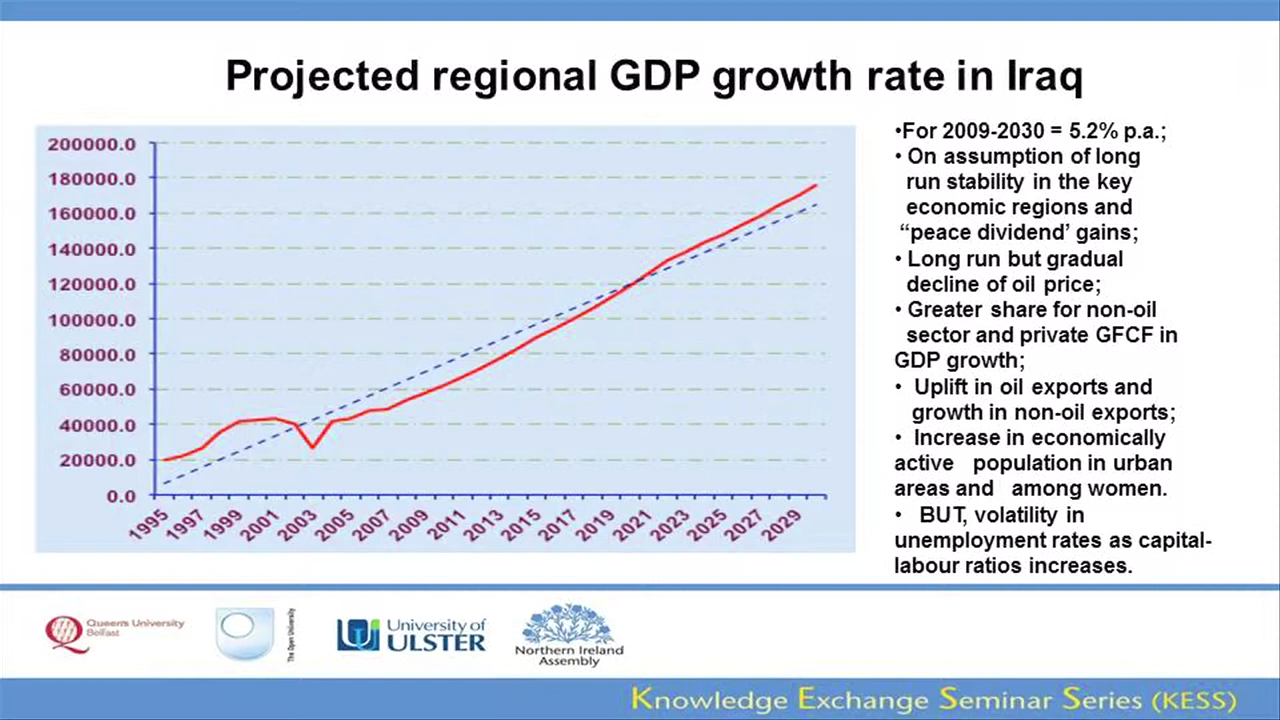 Projected regional GDP growth rate in Iraq
200000.0
180000.0
160000.0
140000.0
120000.0
100000.0
80000.0
60000.0
40000.0
20000.0
0.0
1995
1997
1999
2001
2003
2005
2007
2009
2011
2013
2015
2017
2019
2021
2023
2025
2027
2029
•For 2009-2030 = 5.2% p.a.;
• On assumption of long
run stability in the key
economic regions and
“peace dividend’ gains;
• Long run but gradual
decline of oil price;
• Greater share for non-oil
sector and private GFCF in
GDP growth;
• Uplift in oil exports and
growth in non-oil exports;
• Increase in economically
active population in urban
areas and among women.
• BUT, volatility in
unemployment rates as capital-
labour ratios increases.
Queen's University
Belfast
The Open University
University of
ULSTER
Northern Ireland
Assembly
Knowledge Exchange Seminar Series (KESS)